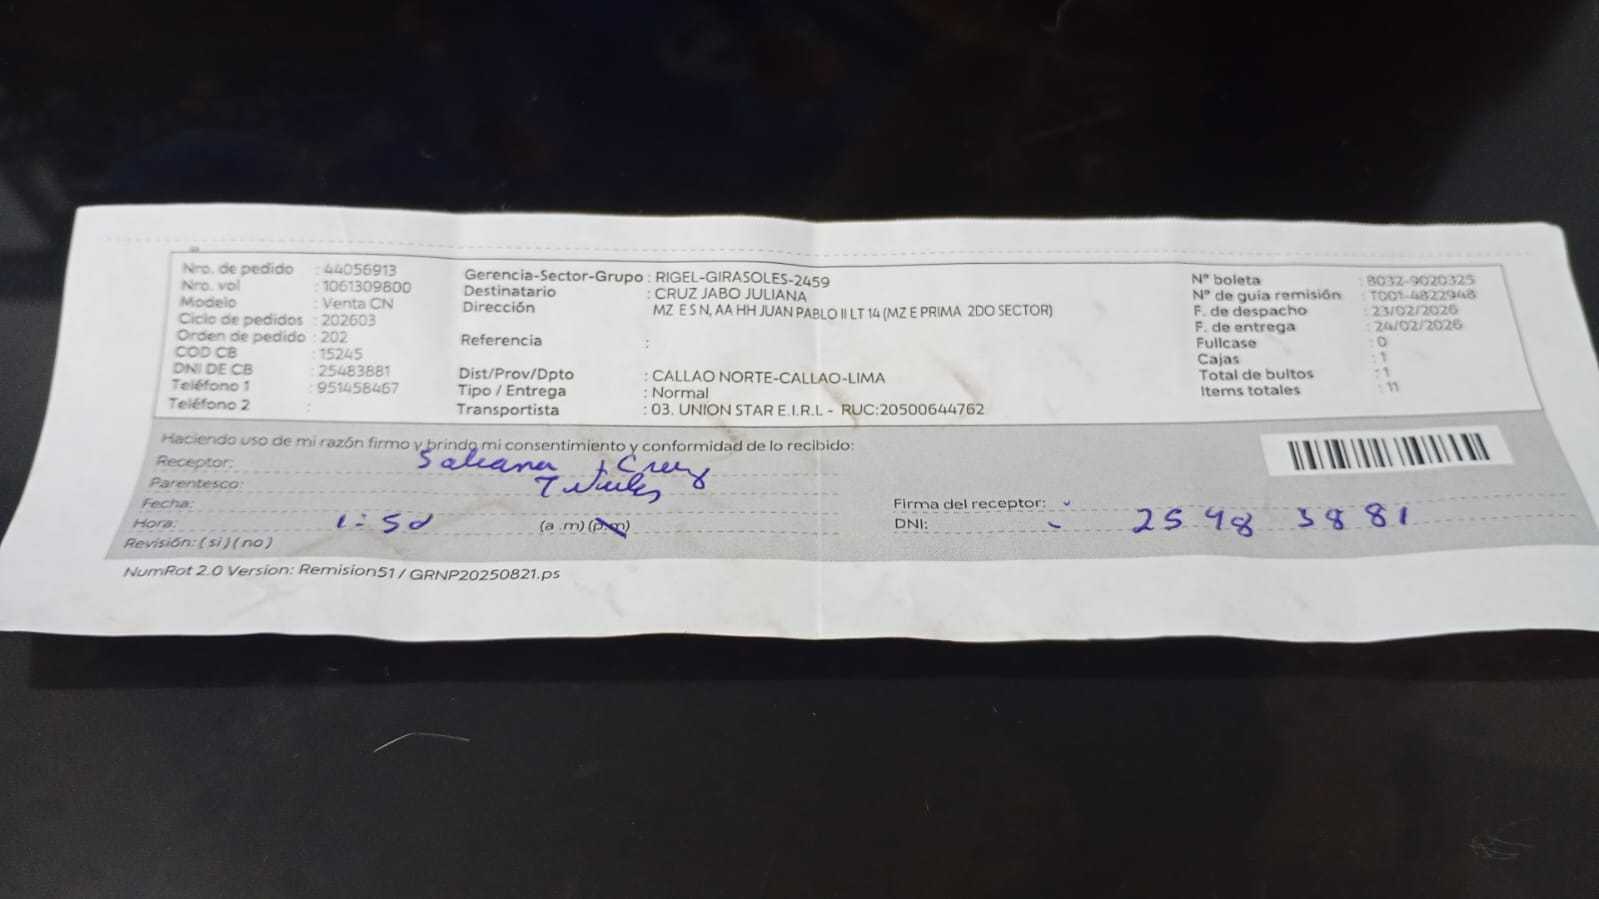 Nro. de pedido : 44056913
Nro. vol : 1061309800
Modelo : Venta CN
Ciclo de pedidos : 202603
Orden de pedido : 202
COD CB : 15245
DNI DE CB : 25483881
Teléfono 1 : 951458467
Teléfono 2 :
Gerencia-Sector-Grupo : RIGEL-GIRASOLES-2459
Destinatario : CRUZ JABO JULIANA
Dirección MZ E S N, AA HH JUAN PABLO II LT 14 (MZ E PRIMA 2DO SECTOR)
Referencia :
Dist/Prov/Dpto : CALLAO NORTE-CALLAO-LIMA
Tipo / Entrega : Normal
Transportista : 03. UNION STAR E.I.R.L - RUC:20500644762
N° boleta : B032-9020325
N° de guia remisión : T001-4822948
F. de despacho : 23/02/2026
F. de entrega : 24/02/2026
Fullcase : 0
Cajas : 1
Total de bultos : 1
Items totales : 11
Haciendo uso de mi razón firmo y brindo mi consentimiento y conformidad de lo recibido:
Receptor: Cruz
Parentesco:
Fecha:
Hora: 1:50 (a .m) (p.m)
Revisión: ( si ) ( no )
Firma del receptor:
DNI: 2548 3881
NumRot 2.0 Version: Remision51 / GRNP20250821.ps